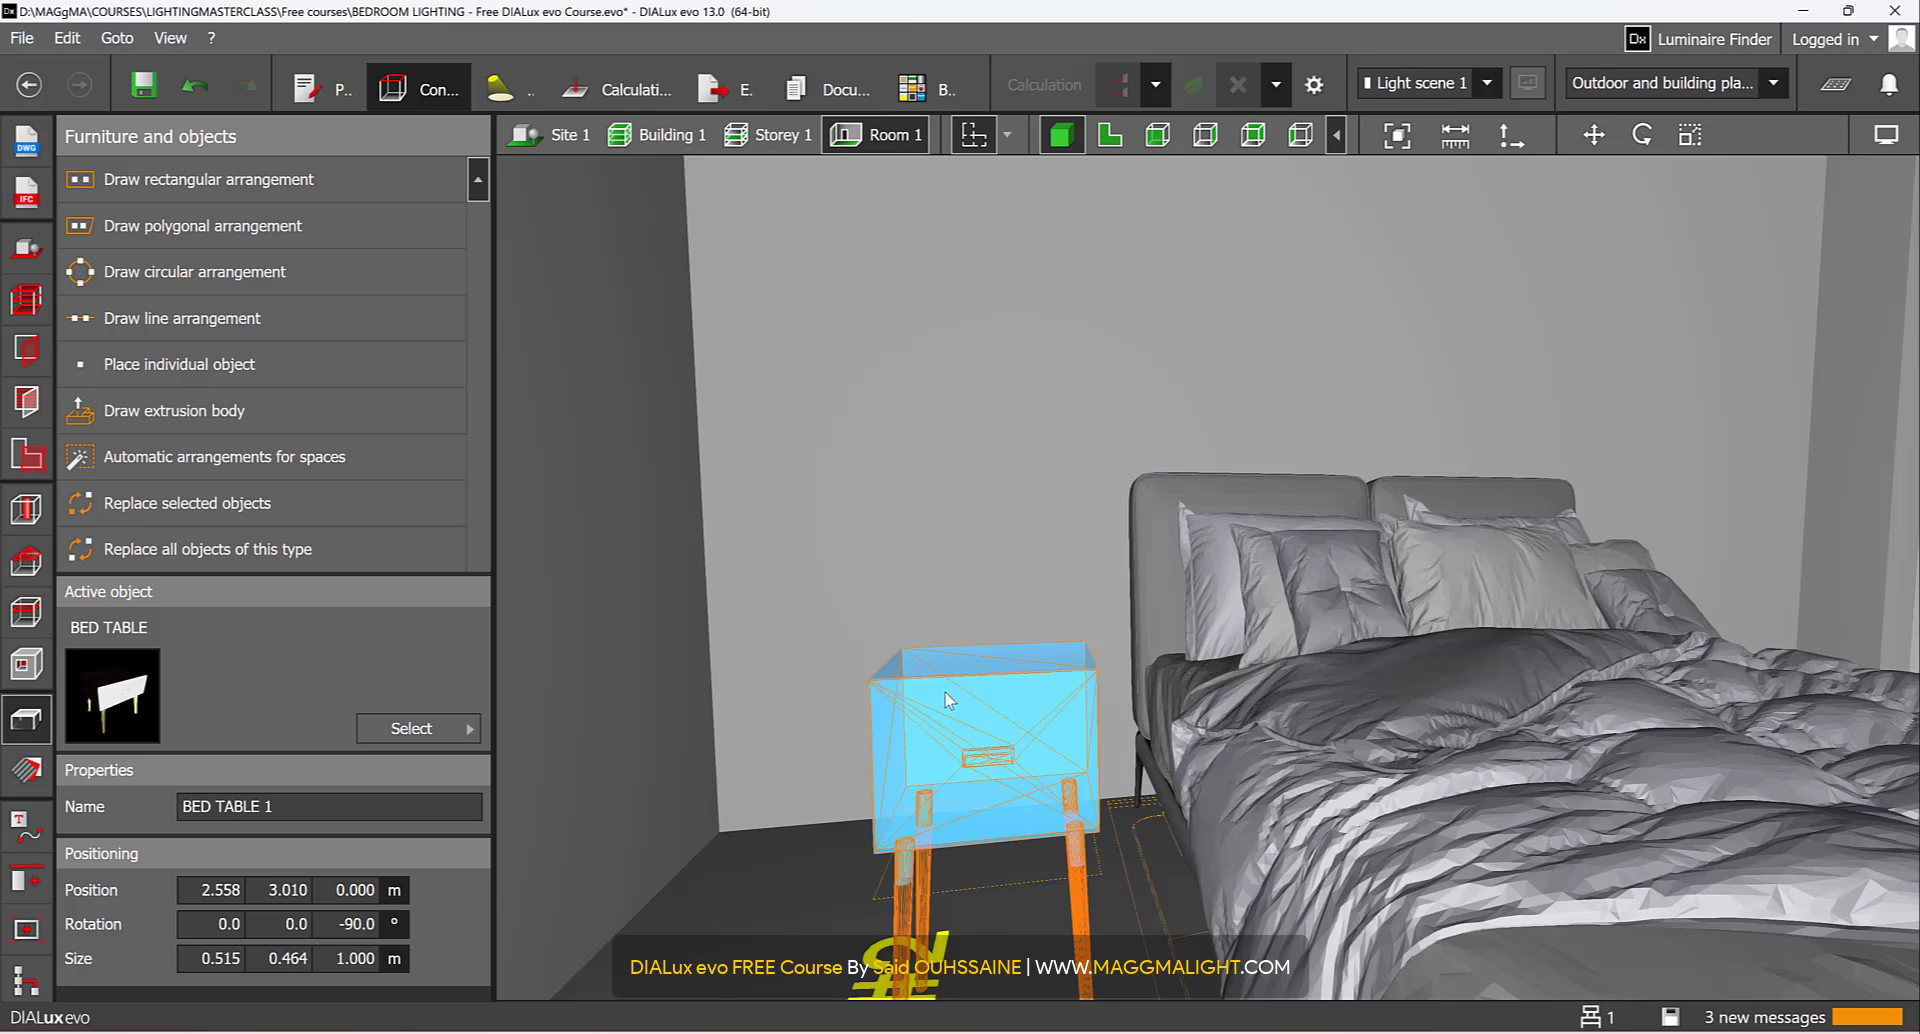 D:\MAGgMA\COURSES\LIGHTINGMASTERCLASS\Free courses\BEDROOM LIGHTING - Free DIALux evo Course.evo* - DIALux evo 13.0 (64-bit)
File Edit Goto View ?
Dx Luminaire Finder Logged in
P.. Con... .. Calculati... E. Docu... B.. Calculation Light scene 1 Outdoor and building pla...
Site 1 Building 1 Storey 1 Room 1
DWG
IFC
Furniture and objects
Draw rectangular arrangement
Draw polygonal arrangement
Draw circular arrangement
Draw line arrangement
Place individual object
Draw extrusion body
Automatic arrangements for spaces
Replace selected objects
Replace all objects of this type
Active object
BED TABLE
Select
Properties
Name BED TABLE 1
Positioning
Position 2.558 3.010 0.000 m
Rotation 0.0 0.0 -90.0 °
Size 0.515 0.464 1.000 m
DIALux evo FREE Course By Said OUHSSAINE | WWW.MAGGMALIGHT.COM
DIALux evo
1 3 new messages